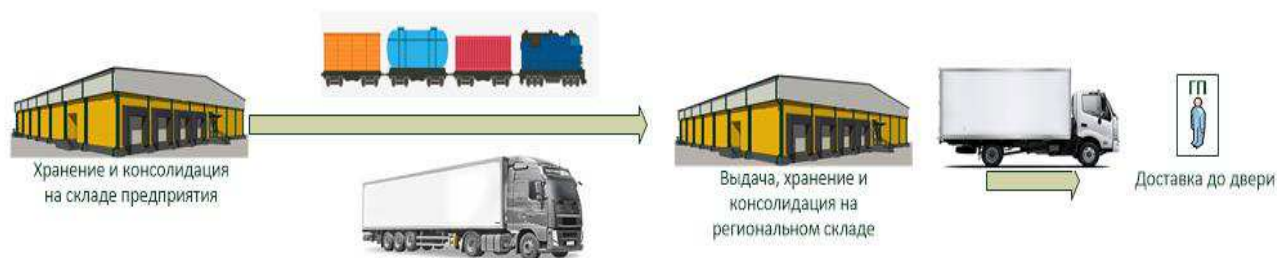 ГП
Хранение и консолидация
на складе предприятия
Выдача, хранение и
консолидация на
региональном складе
Доставка до двери